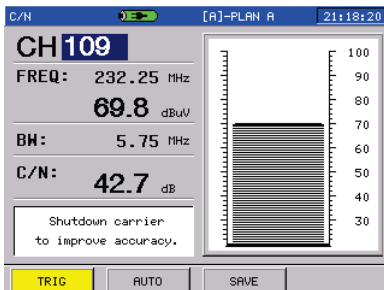 C/N [A]-PLAN A 21:18:20
CH 109
FREQ: 232.25 MHz
69.8 dBuV
BW: 5.75 MHz
C/N: 42.7 dB
Shutdown carrier
to improve accuracy.
100
90
80
70
60
50
40
30
TRIG AUTO SAVE